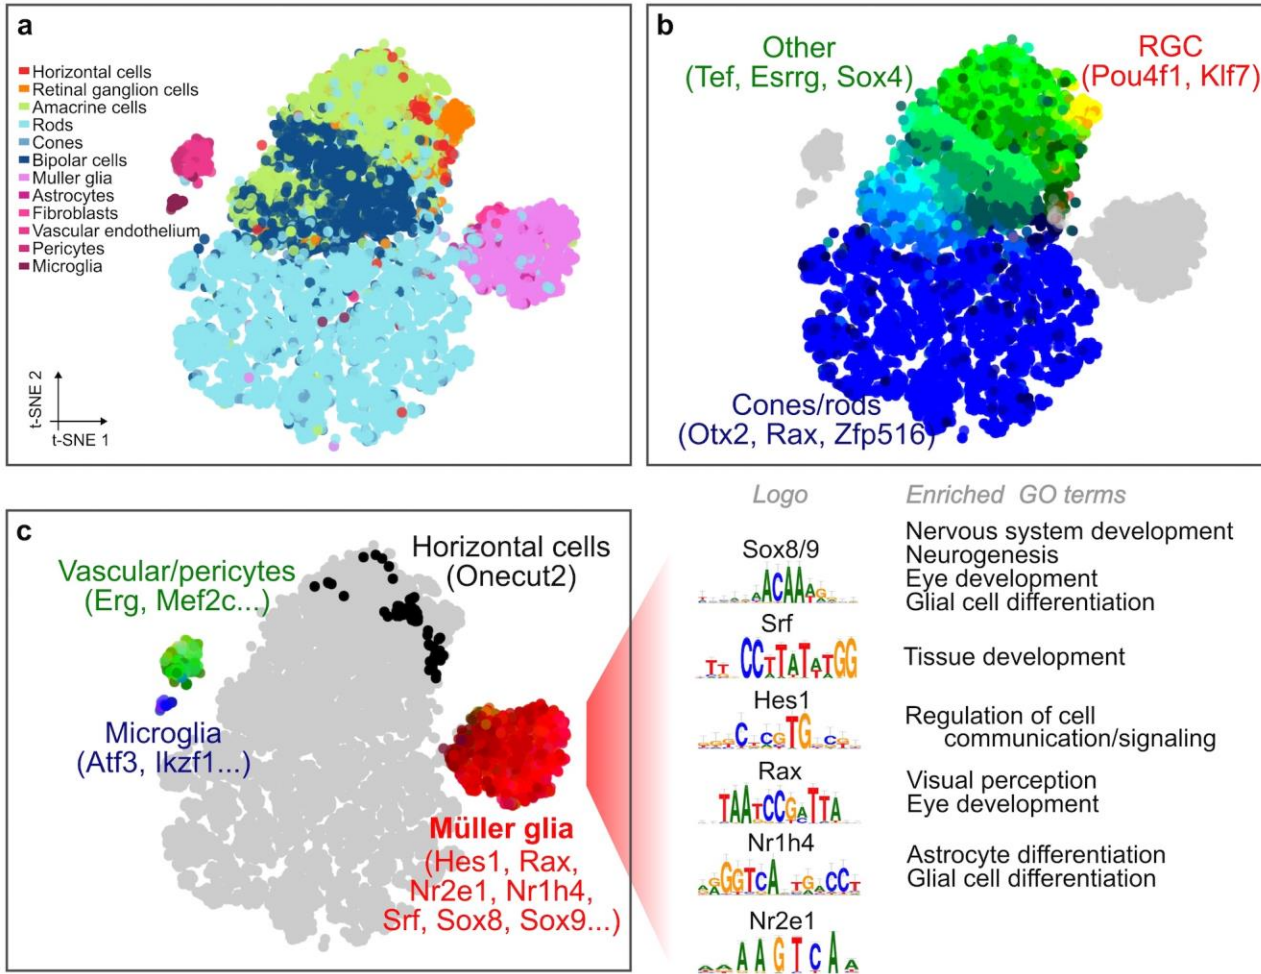 a
Horizontal cells
Retinal ganglion cells
Amacrine cells
Rods
Cones
Bipolar cells
Muller glia
Astrocytes
Fibroblasts
Vascular endothelium
Pericytes
Microglia
t-SNE 2
t-SNE 1
b
Other
(Tef, Esrrg, Sox4)
RGC
(Pou4f1, Klf7)
Cones/rods
(Otx2, Rax, Zfp516)
c
Vascular/pericytes
(Erg, Mef2c...)
Horizontal cells
(Onecut2)
Microglia
(Atf3, Ikzf1...)
Müller glia
(Hes1, Rax,
Nr2e1, Nr1h4,
Srf, Sox8, Sox9...)
Logo
Enriched GO terms
Sox8/9
ACAA
Nervous system development
Neurogenesis
Eye development
Glial cell differentiation
Srf
CCTTATATGG
Tissue development
Hes1
Regulation of cell
communication/signaling
Rax
TAATCCGATTA
Visual perception
Eye development
Nr1h4
Astrocyte differentiation
Glial cell differentiation
Nr2e1
AAAAGTCAA